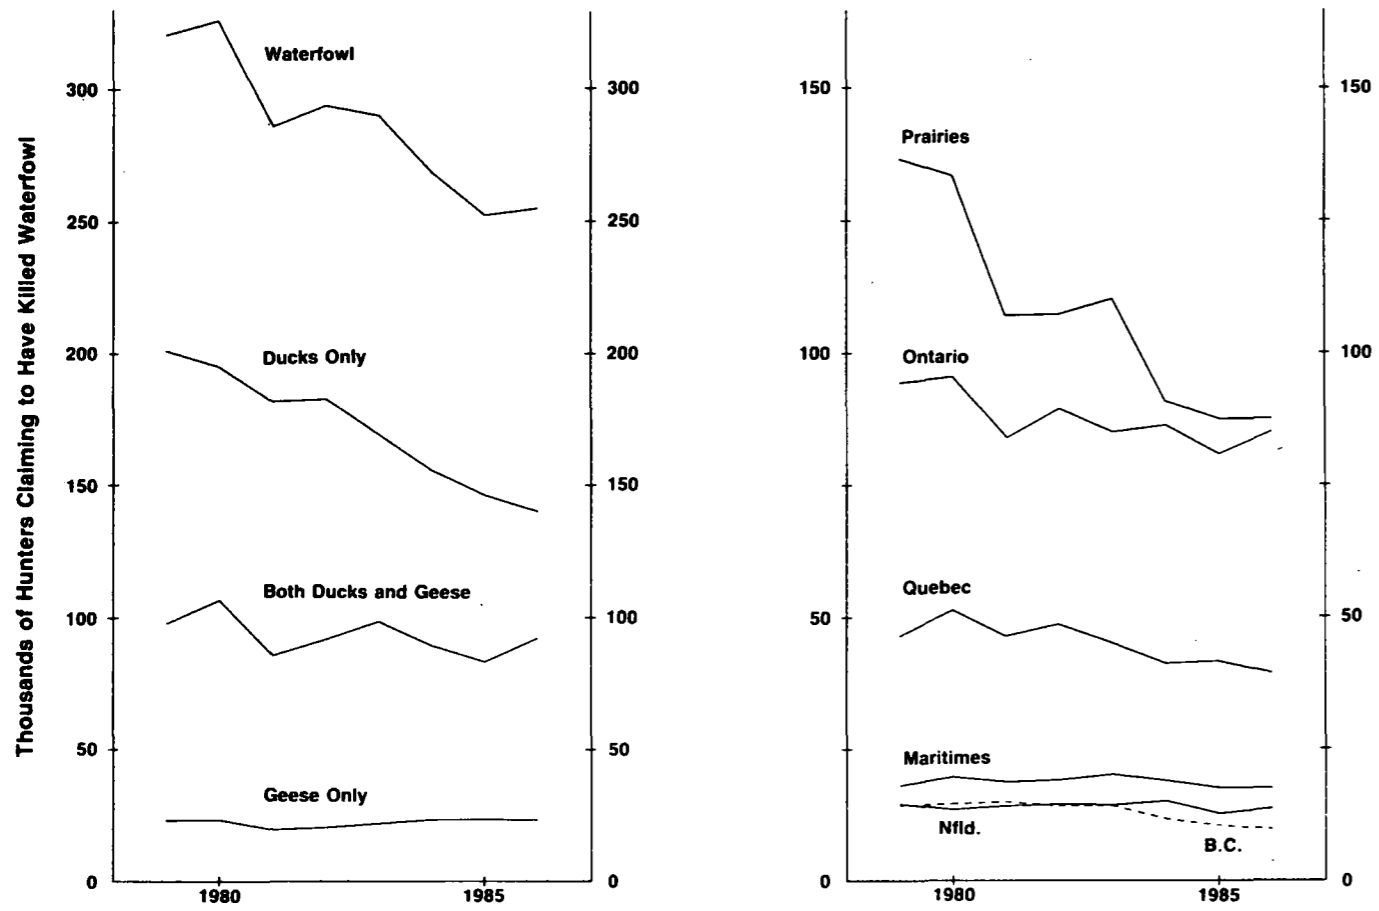 Thousands of Hunters Claiming to Have Killed Waterfowl
300
250
200
150
100
50
0
Waterfowl
Ducks Only
Both Ducks and Geese
Geese Only
1980
1985
300
250
200
150
100
50
0
150
100
50
0
Prairies
Ontario
Quebec
Maritimes
Nfld.
B.C.
1980
1985
150
100
50
0